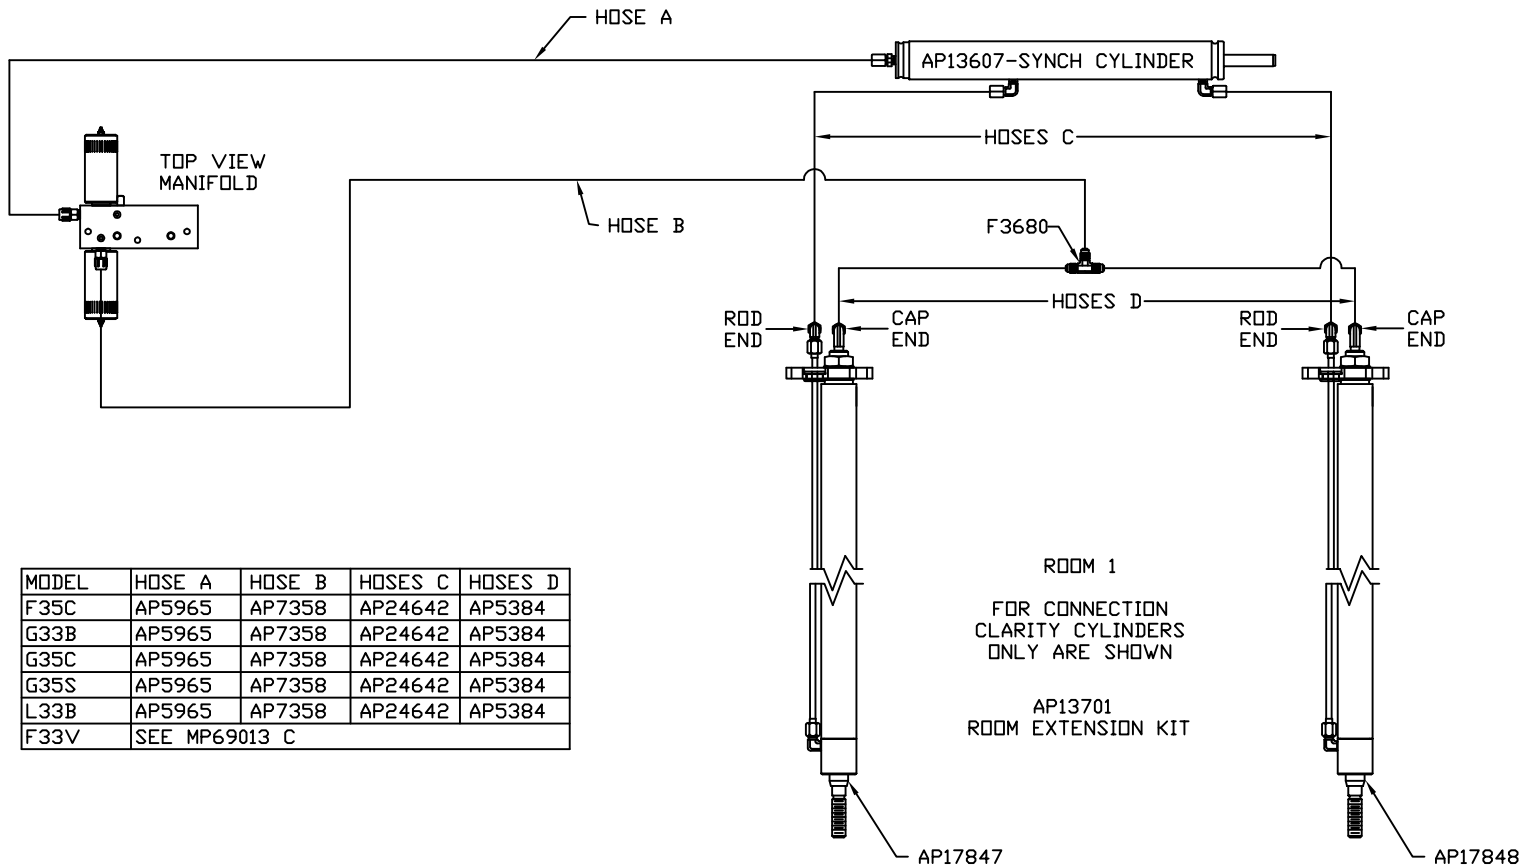 HOSE A
AP13607-SYNCH CYLINDER
HOSES C
TOP VIEW
MANIFOLD
HOSE B
F3680
HOSES D
ROD
END
CAP
END
ROD
END
CAP
END
MODEL HOSE A HOSE B HOSES C HOSES D
F35C AP5965 AP7358 AP24642 AP5384
G33B AP5965 AP7358 AP24642 AP5384
G35C AP5965 AP7358 AP24642 AP5384
G35S AP5965 AP7358 AP24642 AP5384
L33B AP5965 AP7358 AP24642 AP5384
F33V SEE MP69013 C
ROOM 1
FOR CONNECTION
CLARITY CYLINDERS
ONLY ARE SHOWN
AP13701
ROOM EXTENSION KIT
AP17847
AP17848